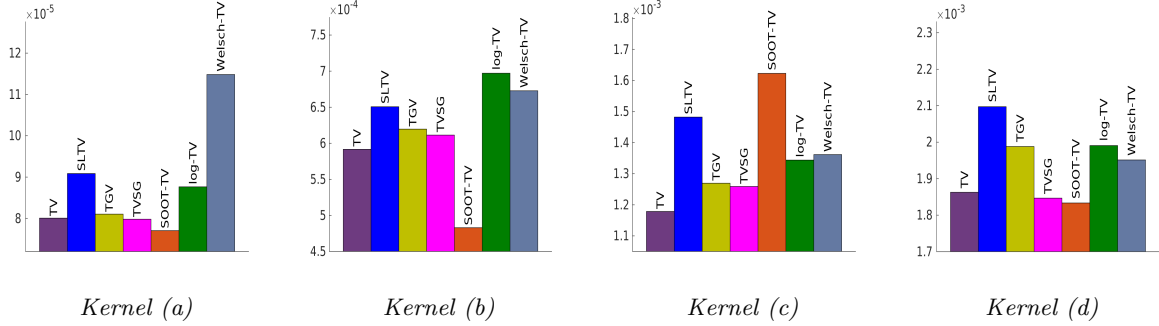 ×10⁻⁵
12
11
10
9
8
TV
SLTV
TGV
TVSG
SOOT-TV
log-TV
Welsch-TV
Kernel (a)
×10⁻⁴
7.5
7
6.5
6
5.5
5
4.5
TV
SLTV
TGV
TVSG
SOOT-TV
log-TV
Welsch-TV
Kernel (b)
×10⁻³
1.8
1.7
1.6
1.5
1.4
1.3
1.2
1.1
TV
SLTV
TGV
TVSG
SOOT-TV
log-TV
Welsch-TV
Kernel (c)
×10⁻³
2.3
2.2
2.1
2
1.9
1.8
1.7
TV
SLTV
TGV
TVSG
SOOT-TV
log-TV
Welsch-TV
Kernel (d)